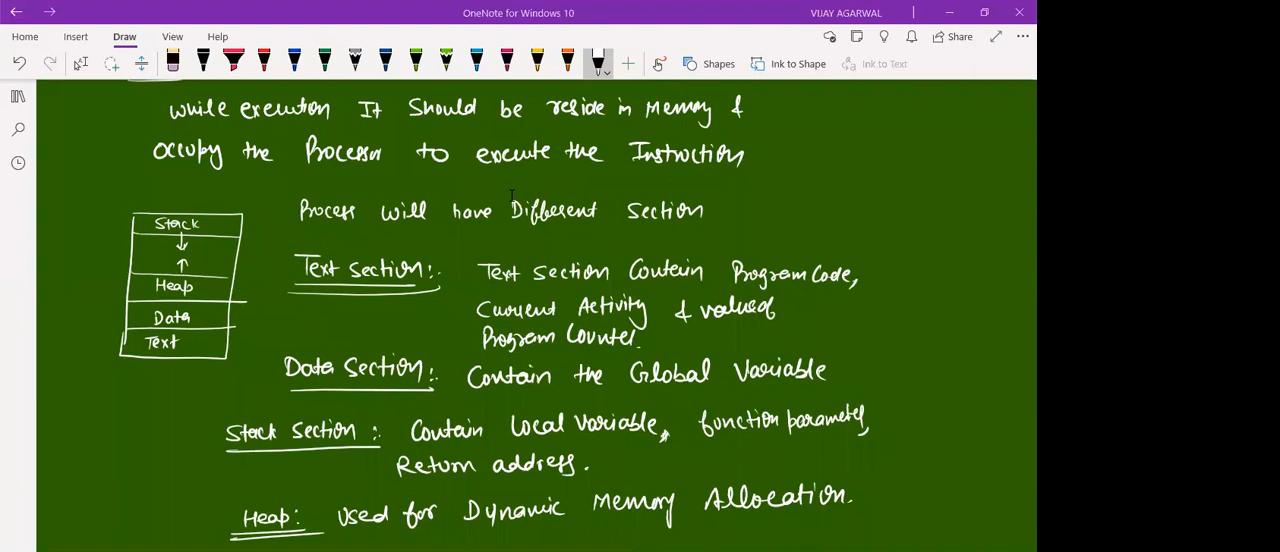 OneNote for Windows 10
VIJAY AGARWAL
Home Insert Draw View Help
Share
Shapes Ink to Shape Ink to Text
while execution It should be reside in Memory &
occupy the Processor to execute the Instruction
Process will have Different Section
Stack
Heap
Data
Text
Text section:. Text section Contain Program Code,
Current Activity & value of
Program Counter.
Data Section:. Contain the Global Variable
Stack section:. Contain Local Variable, function parameter,
Return address.
Heap: Used for Dynamic Memory Allocation.